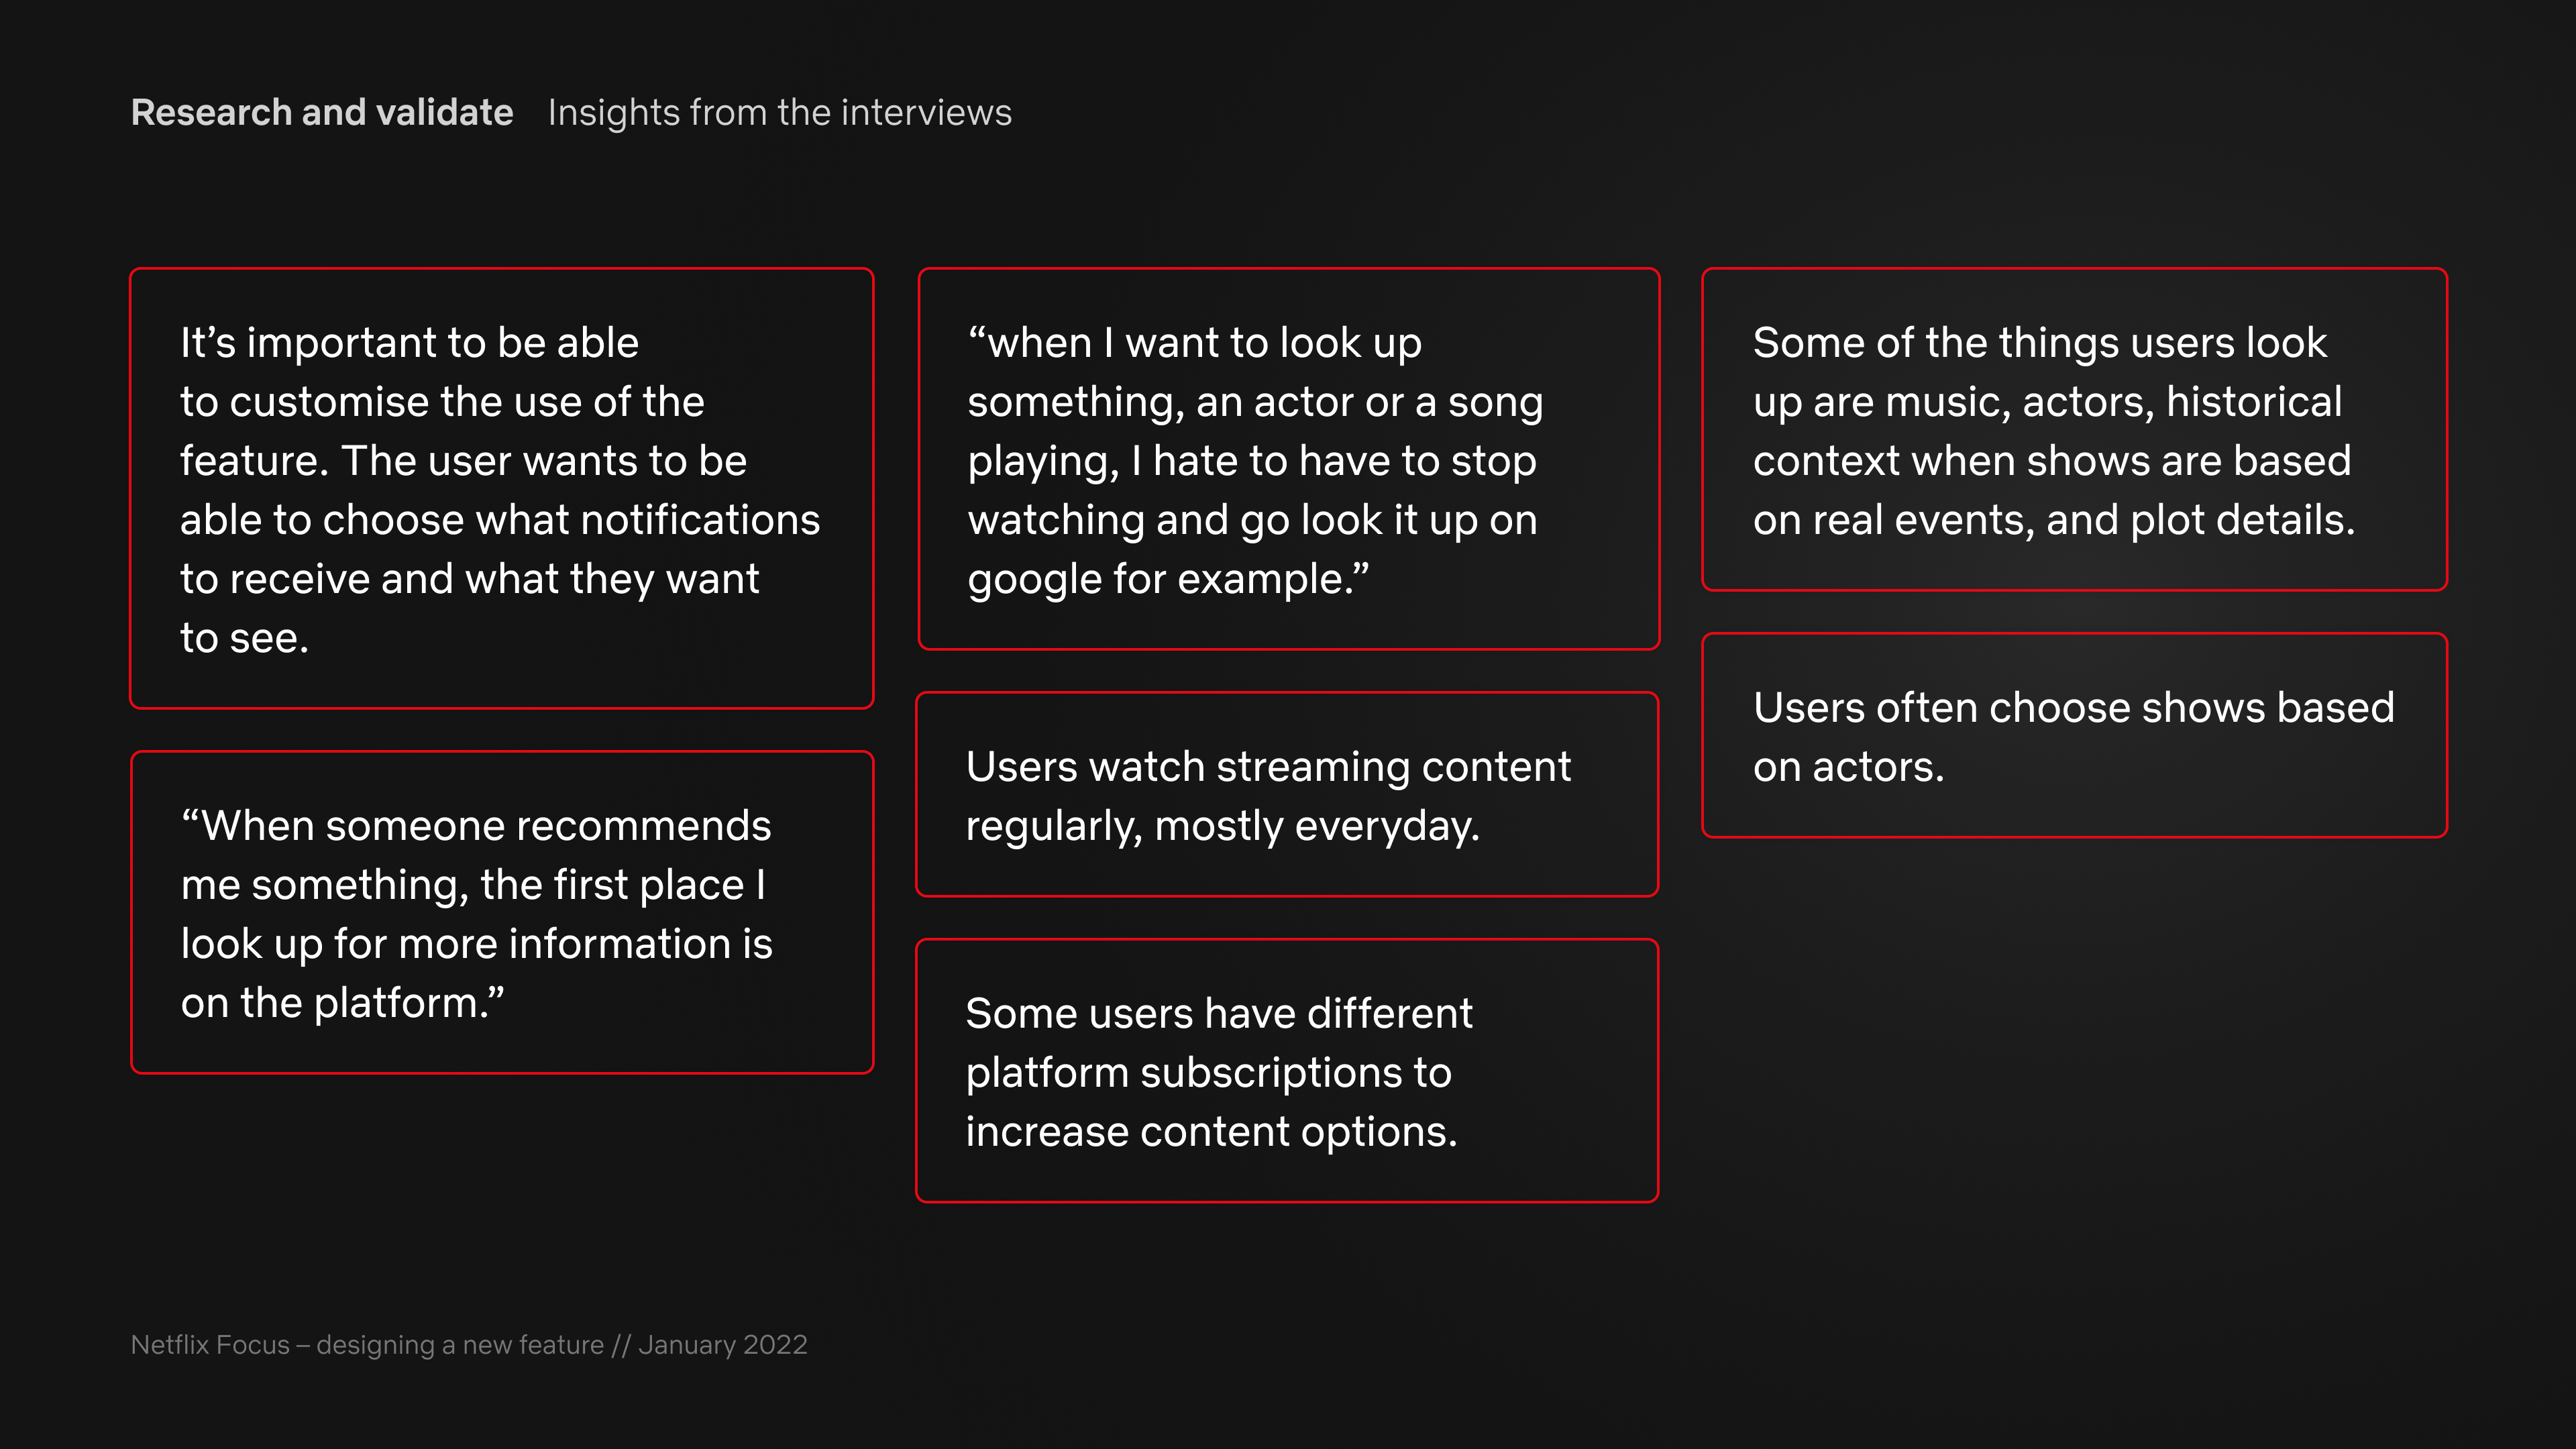 Research and validate Insights from the interviews
It’s important to be able
to customise the use of the
feature. The user wants to be
able to choose what notifications
to receive and what they want
to see.
“When someone recommends
me something, the first place I
look up for more information is
on the platform.”
“when I want to look up
something, an actor or a song
playing, I hate to have to stop
watching and go look it up on
google for example.”
Users watch streaming content
regularly, mostly everyday.
Some users have different
platform subscriptions to
increase content options.
Some of the things users look
up are music, actors, historical
context when shows are based
on real events, and plot details.
Users often choose shows based
on actors.
Netflix Focus – designing a new feature // January 2022